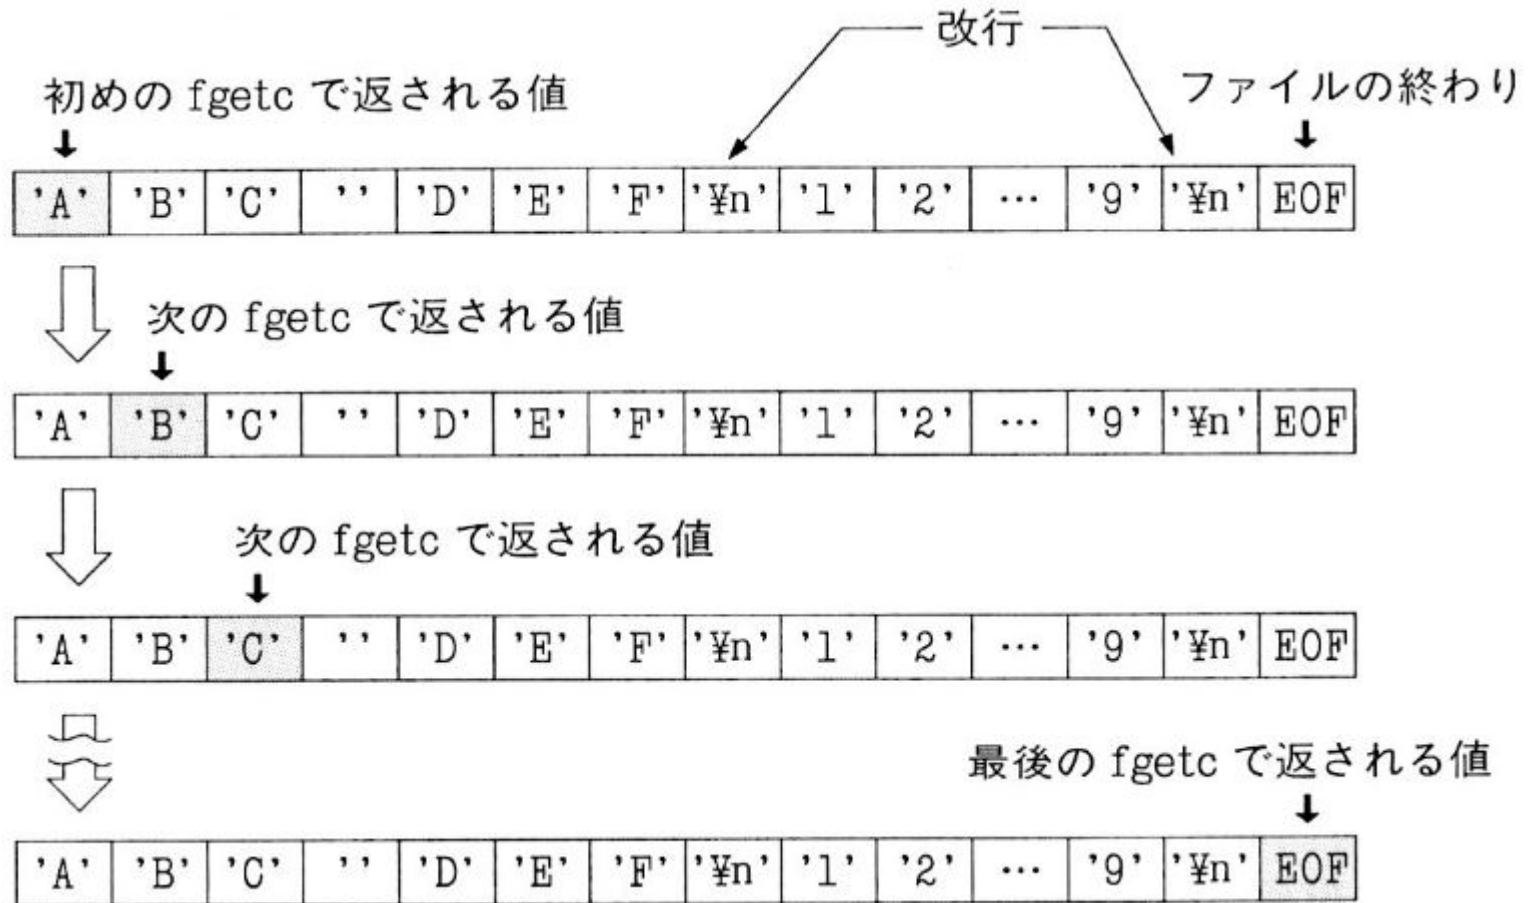 改行
初めの fgetc で返される値
ファイルの終わり
'A' 'B' 'C' ' ' 'D' 'E' 'F' '¥n' '1' '2' … '9' '¥n' EOF
次の fgetc で返される値
'A' 'B' 'C' ' ' 'D' 'E' 'F' '¥n' '1' '2' … '9' '¥n' EOF
次の fgetc で返される値
'A' 'B' 'C' ' ' 'D' 'E' 'F' '¥n' '1' '2' … '9' '¥n' EOF
最後の fgetc で返される値
'A' 'B' 'C' ' ' 'D' 'E' 'F' '¥n' '1' '2' … '9' '¥n' EOF